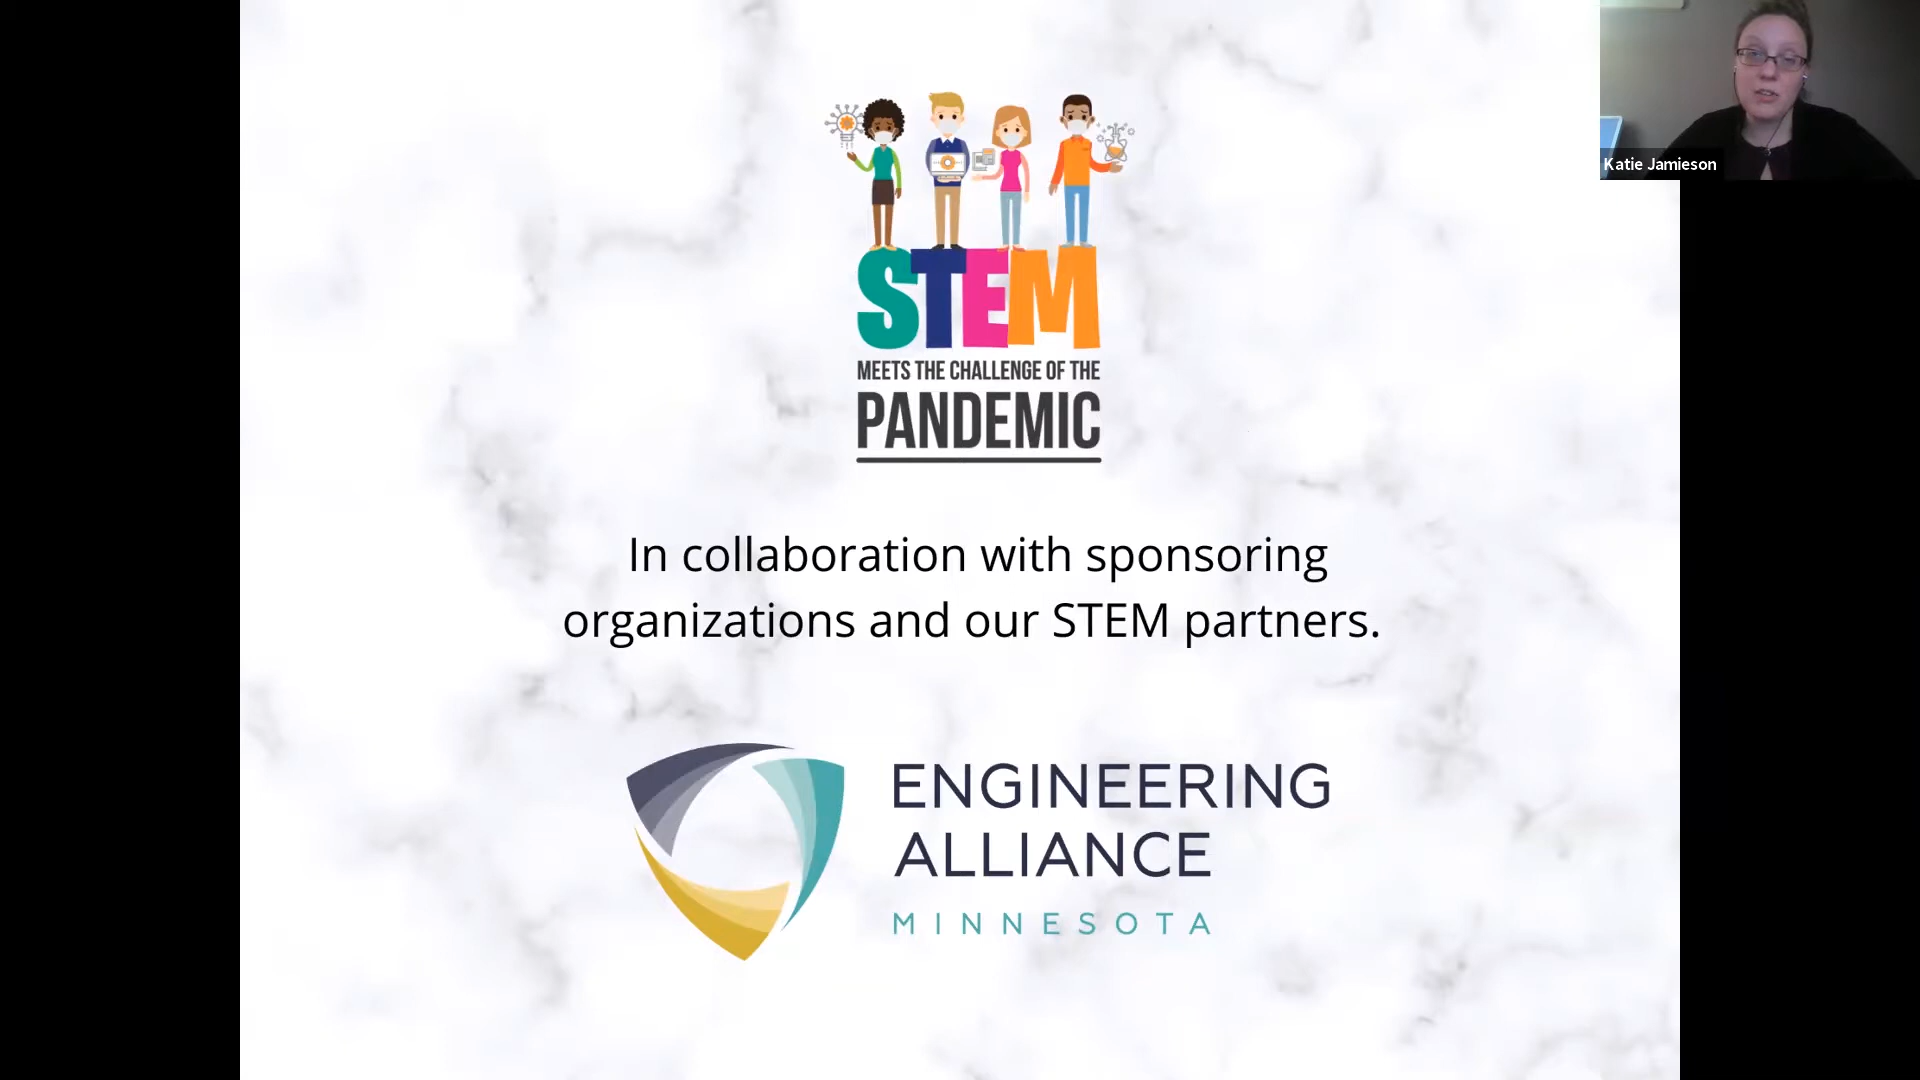 Katie Jamieson
STEM
MEETS THE CHALLENGE OF THE
PANDEMIC
In collaboration with sponsoring
organizations and our STEM partners.
ENGINEERING
ALLIANCE
MINNESOTA